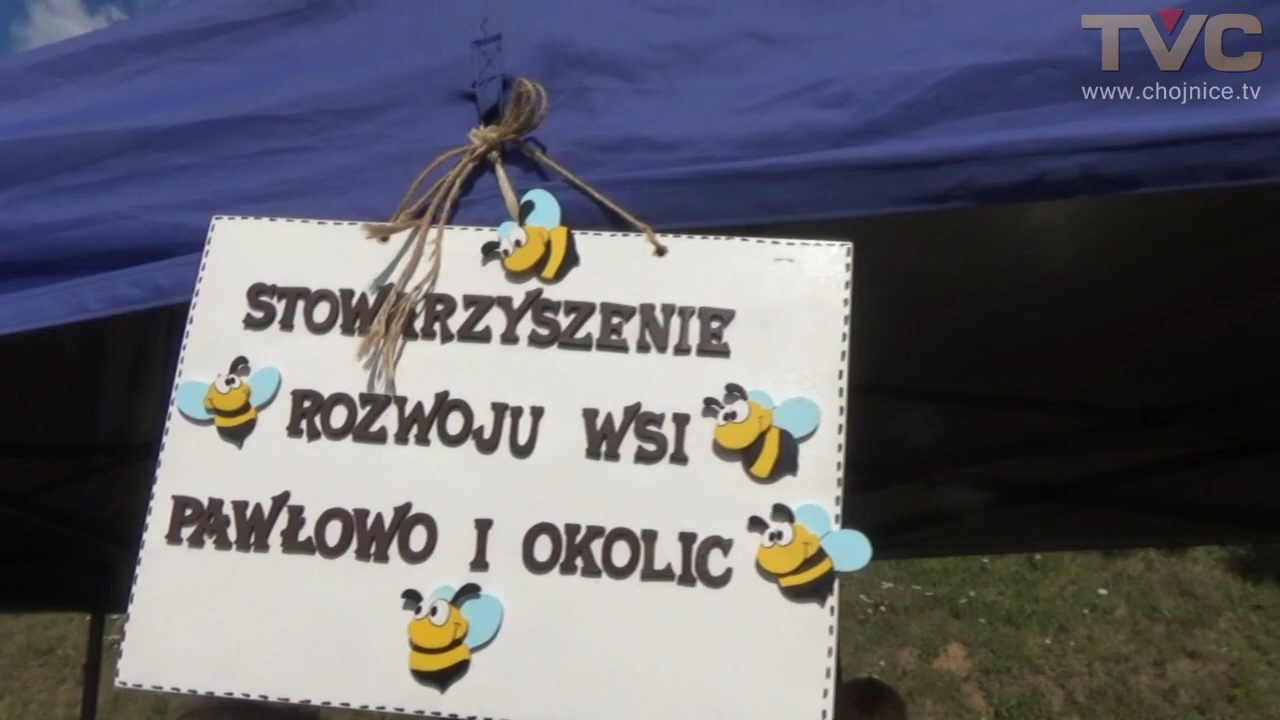 TVC
www.chojnice.tv
STOWARZYSZENIE
ROZWOJU WSI
PAWŁOWO I OKOLIC